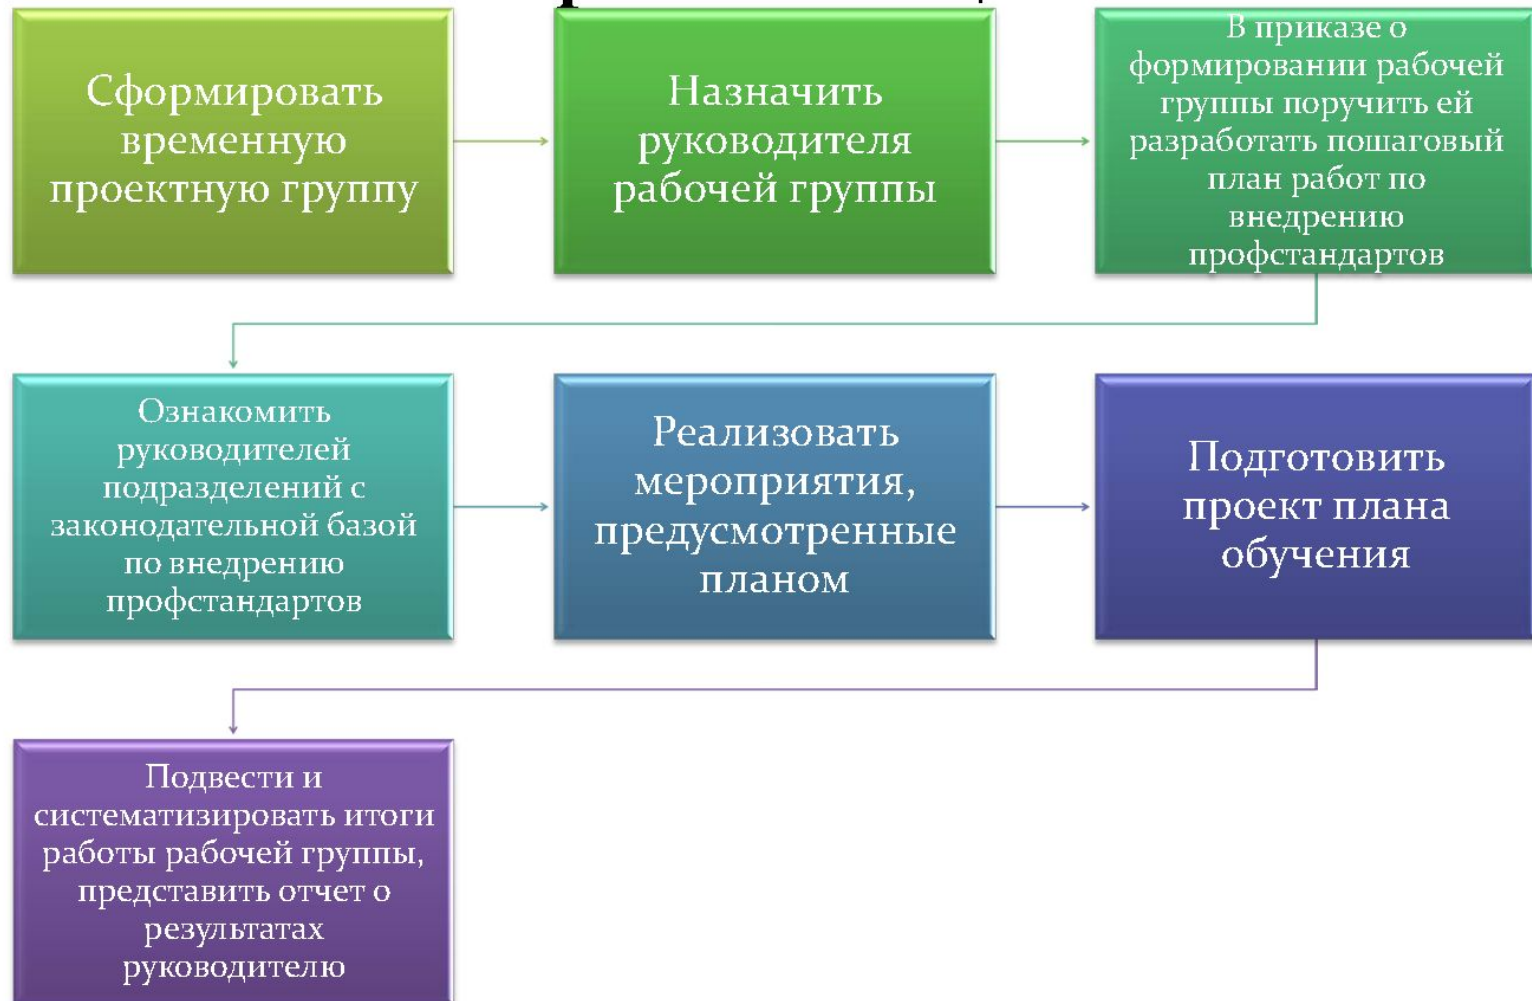 Сформировать
временную
проектную группу
Назначить
руководителя
рабочей группы
В приказе о
формировании рабочей
группы поручить ей
разработать пошаговый
план работ по
внедрению
профстандартов
Ознакомить
руководителей
подразделений с
законодательной базой
по внедрению
профстандартов
Реализовать
мероприятия,
предусмотренные
планом
Подготовить
проект плана
обучения
Подвести и
систематизировать итоги
работы рабочей группы,
представить отчет о
результатах
руководителю